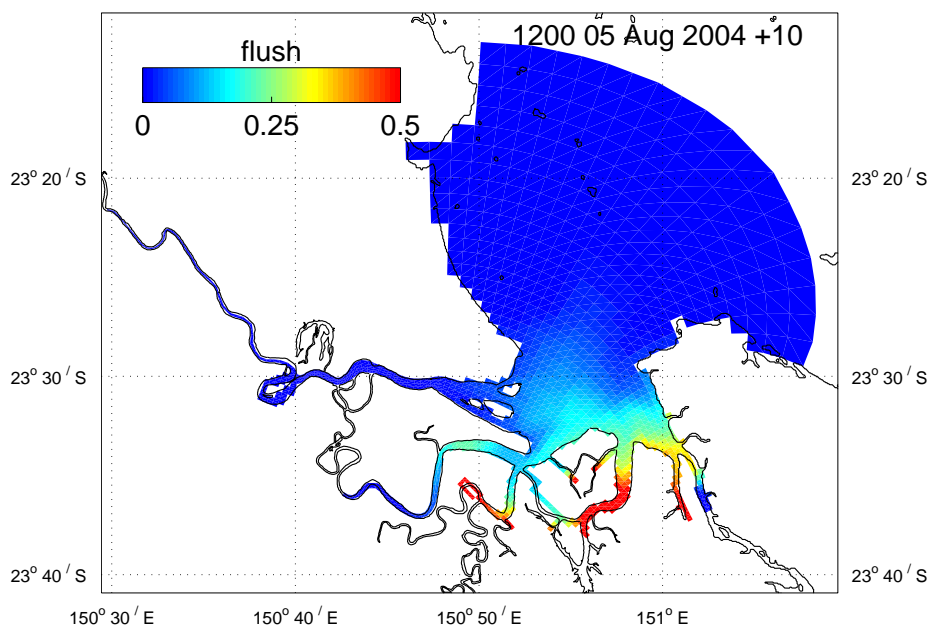 1200 05 Aug 2004 +10
flush
0 0.25 0.5
23° 20 ′ S 23° 20 ′ S
23° 30 ′ S 23° 30 ′ S
23° 40 ′ S 23° 40 ′ S
150° 30 ′ E 150° 40 ′ E 150° 50 ′ E 151° E